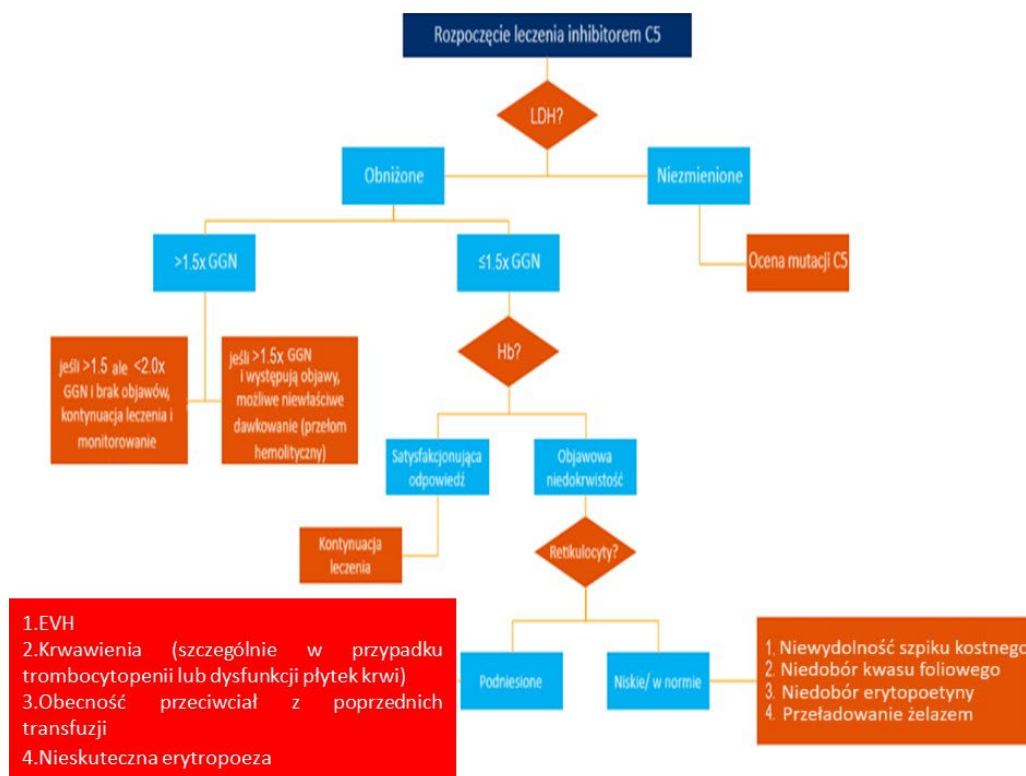 Rozpoczęcie leczenia inhibitorem C5
LDH?
Obniżone
Niezmienione
>1.5x GGN
≤1.5x GGN
Ocena mutacji C5
jeśli >1.5 ale <2.0x
GGN i brak objawów,
kontynuacja leczenia i
monitorowanie
jeśli >1.5x GGN
i występują objawy,
możliwe niewłaściwe
dawkowanie (przełom
hemolityczny)
Hb?
Satysfakcjonująca
odpowiedź
Objawowa
niedokrwistość
Kontynuacja
leczenia
Retikulocyty?
1.EVH
2.Krwawienia (szczególnie w przypadku
trombocytopenii lub dysfunkcji płytek krwi)
3.Obecność przeciwciał z poprzednich
transfuzji
4.Nieskuteczna erytropoeza
Podniesione
Niskie/ w normie
1. Niewydolność szpiku kostnego
2. Niedobór kwasu foliowego
3. Niedobór erytopoetyny
4. Przeładowanie żelazem